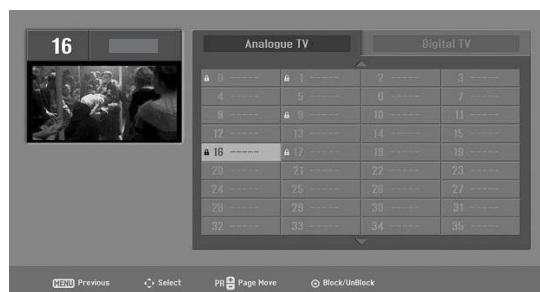 16
Analogue TV Digital TV
0 ----- 1 ----- 2 ----- 3 -----
4 ----- 5 ----- 6 ----- 7 -----
8 ----- 9 ----- 10 ----- 11 -----
12 ----- 13 ----- 14 ----- 15 -----
16 ----- 17 ----- 18 ----- 19 -----
20 ----- 21 ----- 22 ----- 23 -----
24 ----- 25 ----- 26 ----- 27 -----
28 ----- 29 ----- 30 ----- 31 -----
32 ----- 33 ----- 34 ----- 35 -----
MENU Previous Select PR Page Move Block/UnBlock